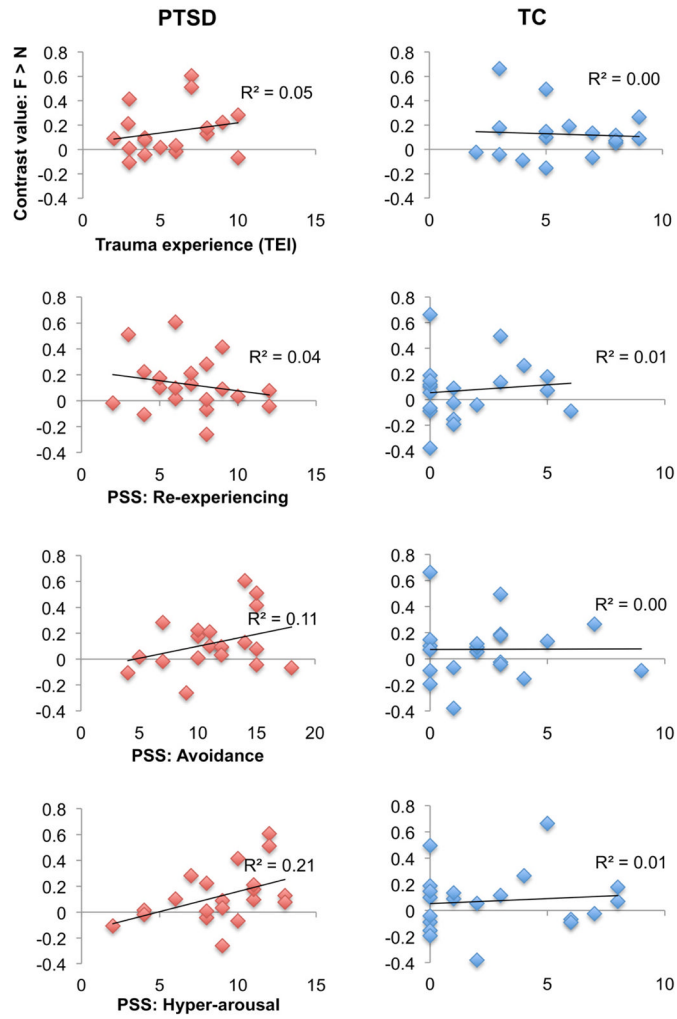 PTSD TC
Contrast value: F > N
0.8 0.8
0.6 0.6
R² = 0.05 R² = 0.00
0.4 0.4
0.2 0.2
0 0
-0.2 -0.2
-0.4 -0.4
0 5 10 15 0 5 10
Trauma experience (TEI)
0.8 0.8
0.6 0.6
R² = 0.04 R² = 0.01
0.4 0.4
0.2 0.2
0 0
-0.2 -0.2
-0.4 -0.4
0 5 10 15 0 5 10
PSS: Re-experiencing
0.8 0.8
0.6 0.6
0.4 0.4
R² = 0.11 R² = 0.00
0.2 0.2
0 0
-0.2 -0.2
-0.4 -0.4
0 5 10 15 20 0 5 10
PSS: Avoidance
0.8 0.8
0.6 0.6
0.4 0.4
R² = 0.21 R² = 0.01
0.2 0.2
0 0
-0.2 -0.2
-0.4 -0.4
0 5 10 15 0 5 10
PSS: Hyper-arousal